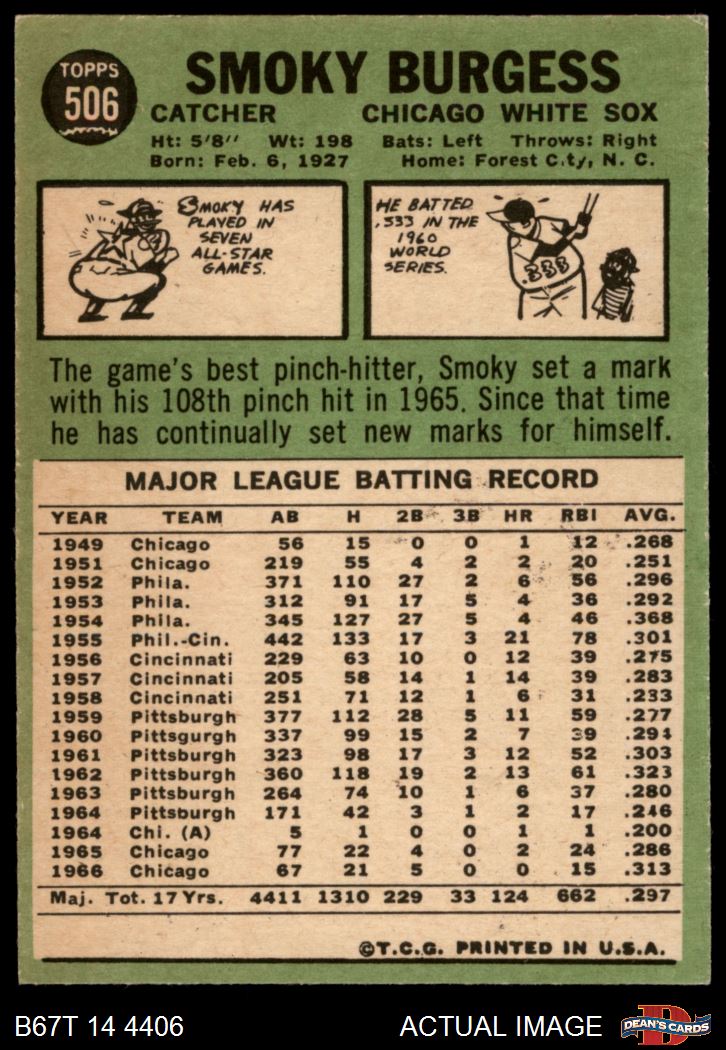 TOPPS
506
SMOKY BURGESS
CATCHER CHICAGO WHITE SOX
Ht: 5'8'' Wt: 198 Bats: Left Throws: Right
Born: Feb. 6, 1927 Home: Forest City, N. C.
SMOKY HAS
PLAYED IN
SEVEN
ALL-STAR
GAMES.
HE BATTED
.333 IN THE
1960
WORLD
SERIES.
.333
The game's best pinch-hitter, Smoky set a mark
with his 108th pinch hit in 1965. Since that time
he has continually set new marks for himself.
MAJOR LEAGUE BATTING RECORD
YEAR TEAM AB H 2B 3B HR RBI AVG.
1949 Chicago 56 15 0 0 1 12 .268
1951 Chicago 219 55 4 2 2 20 .251
1952 Phila. 371 110 27 2 6 56 .296
1953 Phila. 312 91 17 5 4 36 .292
1954 Phila. 345 127 27 5 4 46 .368
1955 Phil.-Cin. 442 133 17 3 21 78 .301
1956 Cincinnati 229 63 10 0 12 39 .275
1957 Cincinnati 205 58 14 1 14 39 .283
1958 Cincinnati 251 71 12 1 6 31 .233
1959 Pittsburgh 377 112 28 5 11 59 .277
1960 Pittsgurgh 337 99 15 2 7 39 .294
1961 Pittsburgh 323 98 17 3 12 52 .303
1962 Pittsburgh 360 118 19 2 13 61 .323
1963 Pittsburgh 264 74 10 1 6 37 .280
1964 Pittsburgh 171 42 3 1 2 17 .246
1964 Chi. (A) 5 1 0 0 1 1 .200
1965 Chicago 77 22 4 0 2 24 .286
1966 Chicago 67 21 5 0 0 15 .313
Maj. Tot. 17 Yrs. 4411 1310 229 33 124 662 .297
©T.C.G. PRINTED IN U.S.A.
B67T 14 4406 ACTUAL IMAGE
D
DEAN'S CARDS